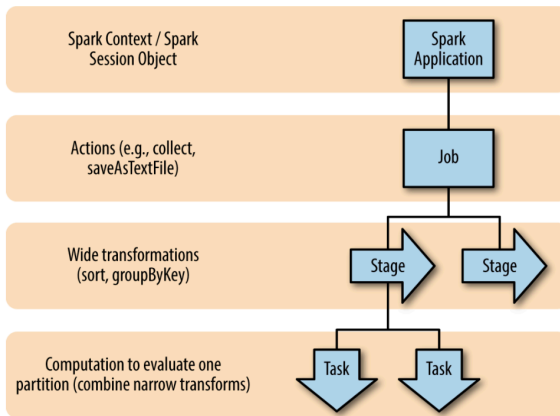 Spark Context / Spark
Session Object
Spark
Application
Actions (e.g., collect,
saveAsTextFile)
Job
Wide transformations
(sort, groupByKey)
Stage
Stage
Computation to evaluate one
partition (combine narrow transforms)
Task
Task